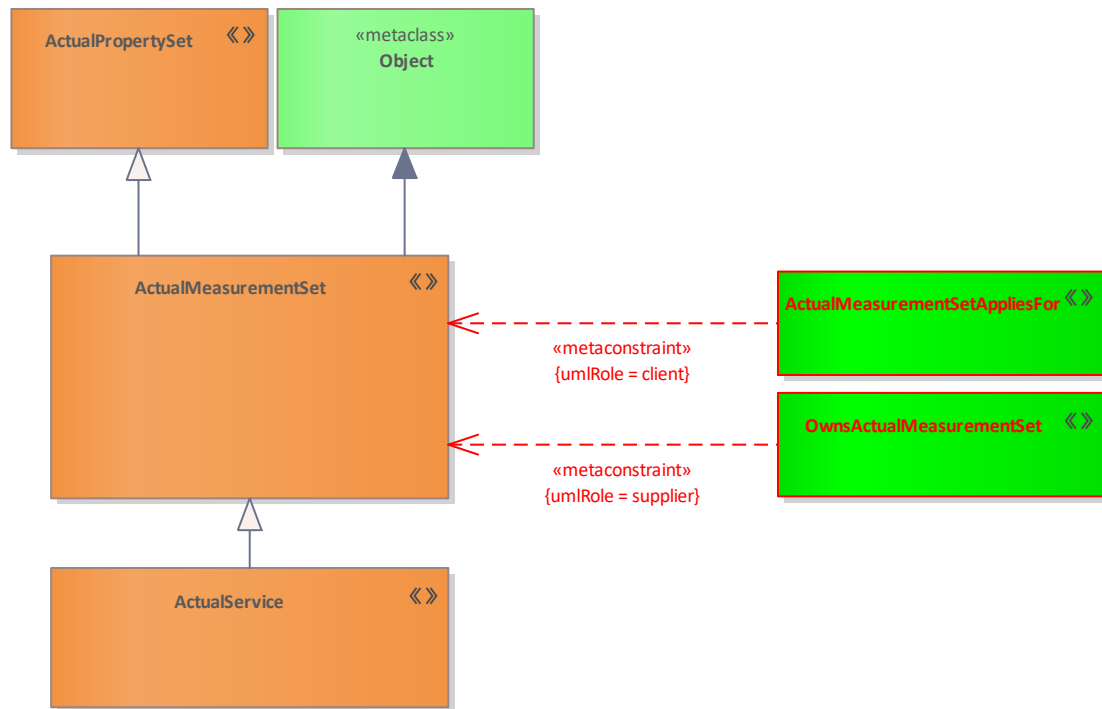 ActualPropertySet
«»
«metaclass»
Object
ActualMeasurementSet
«»
ActualMeasurementSetAppliesFor
«»
«metaconstraint»
{umlRole = client}
OwnsActualMeasurementSet
«»
«metaconstraint»
{umlRole = supplier}
ActualService
«»